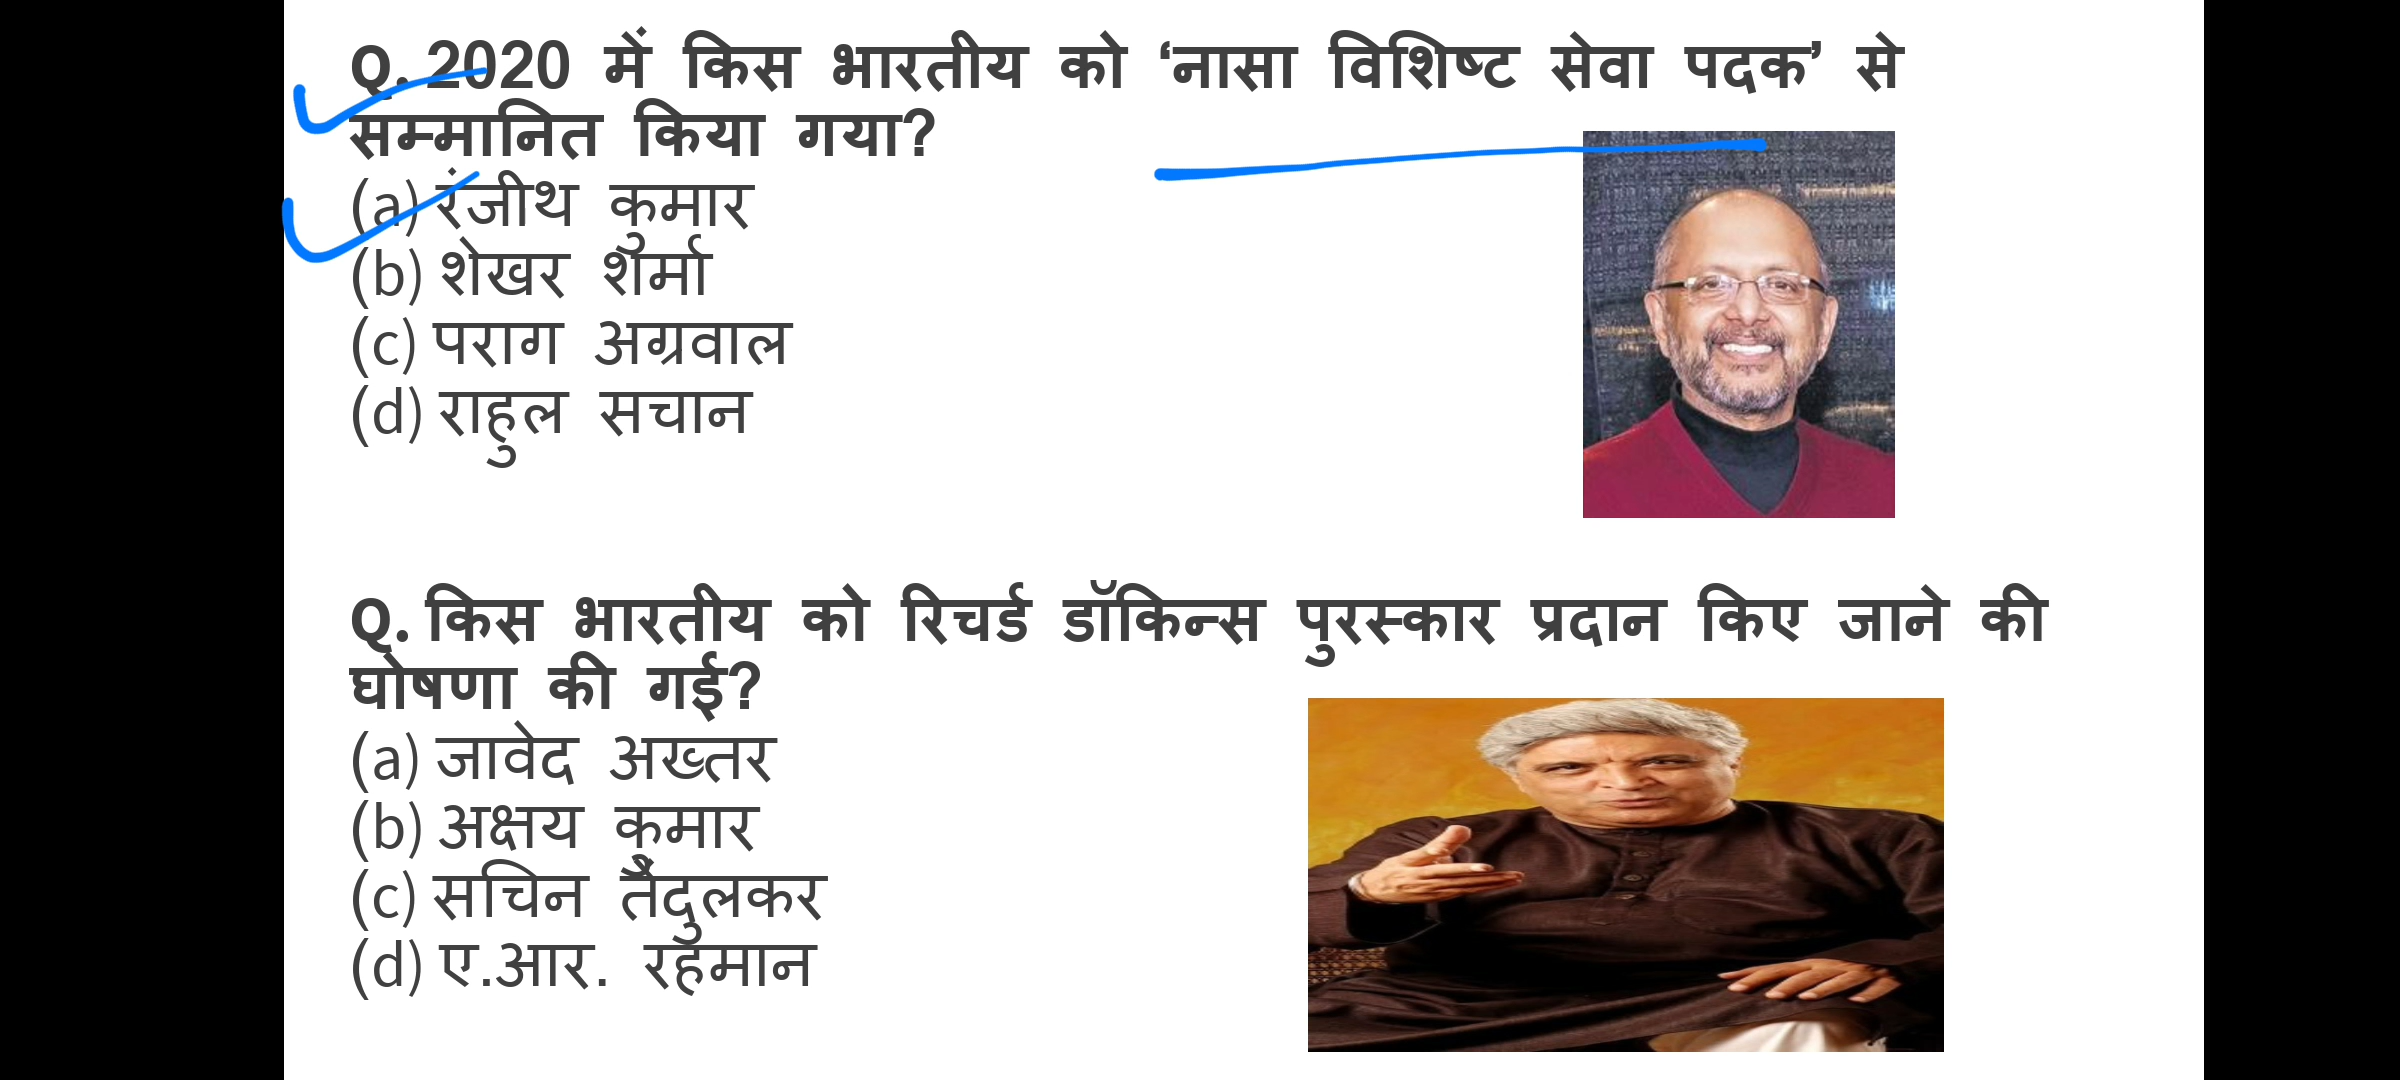 Q. 2020 में किस भारतीय को ‘नासा विशिष्ट सेवा पदक’ से
सम्मानित किया गया?
(a) रंजीथ कुमार
(b) शेखर शर्मा
(c) पराग अग्रवाल
(d) राहुल सचान
Q. किस भारतीय को रिचर्ड डॉकिन्स पुरस्कार प्रदान किए जाने की
घोषणा की गई?
(a) जावेद अख्तर
(b) अक्षय कुमार
(c) सचिन तेंदुलकर
(d) ए.आर. रहमान